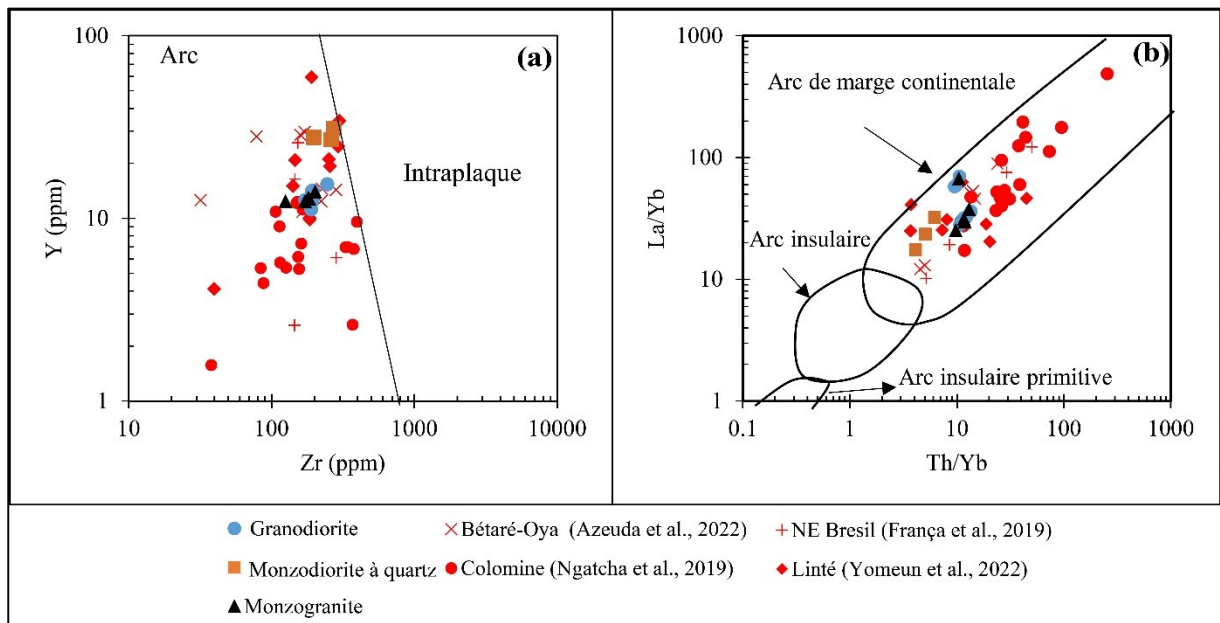 (a)
Arc
Intraplaque
Y (ppm)
100
10
1
10
100
1000
10000
Zr (ppm)
(b)
Arc de marge continentale
Arc insulaire
Arc insulaire primitive
La/Yb
1000
100
10
1
0.1
1
10
100
1000
Th/Yb
Granodiorite
Bétaré-Oya (Azeuda et al., 2022)
NE Bresil (França et al., 2019)
Monzodiorite à quartz
Colomine (Ngatcha et al., 2019)
Linté (Yomeun et al., 2022)
Monzogranite